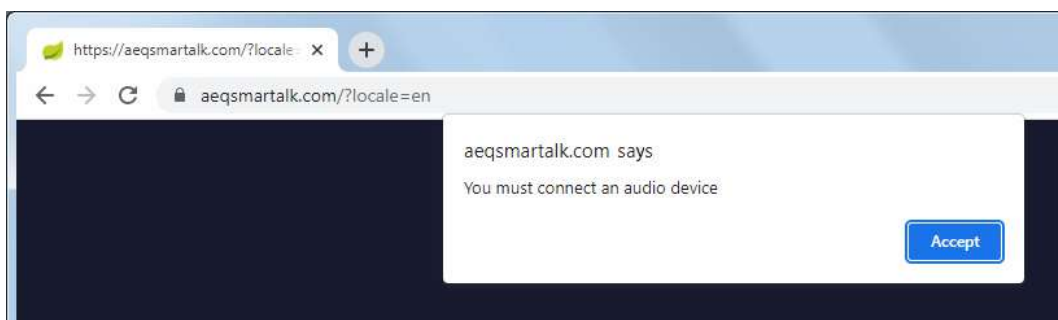 https://aeqsmartalk.com/?locale=
aeqsmartalk.com/?locale=en
aeqsmartalk.com says
You must connect an audio device
Accept